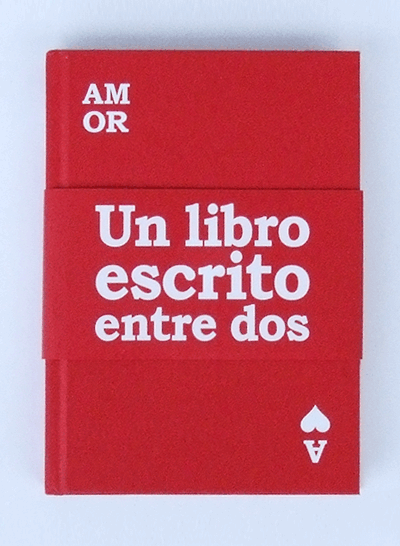 AM
OR
Un libro
escrito
entre dos
A